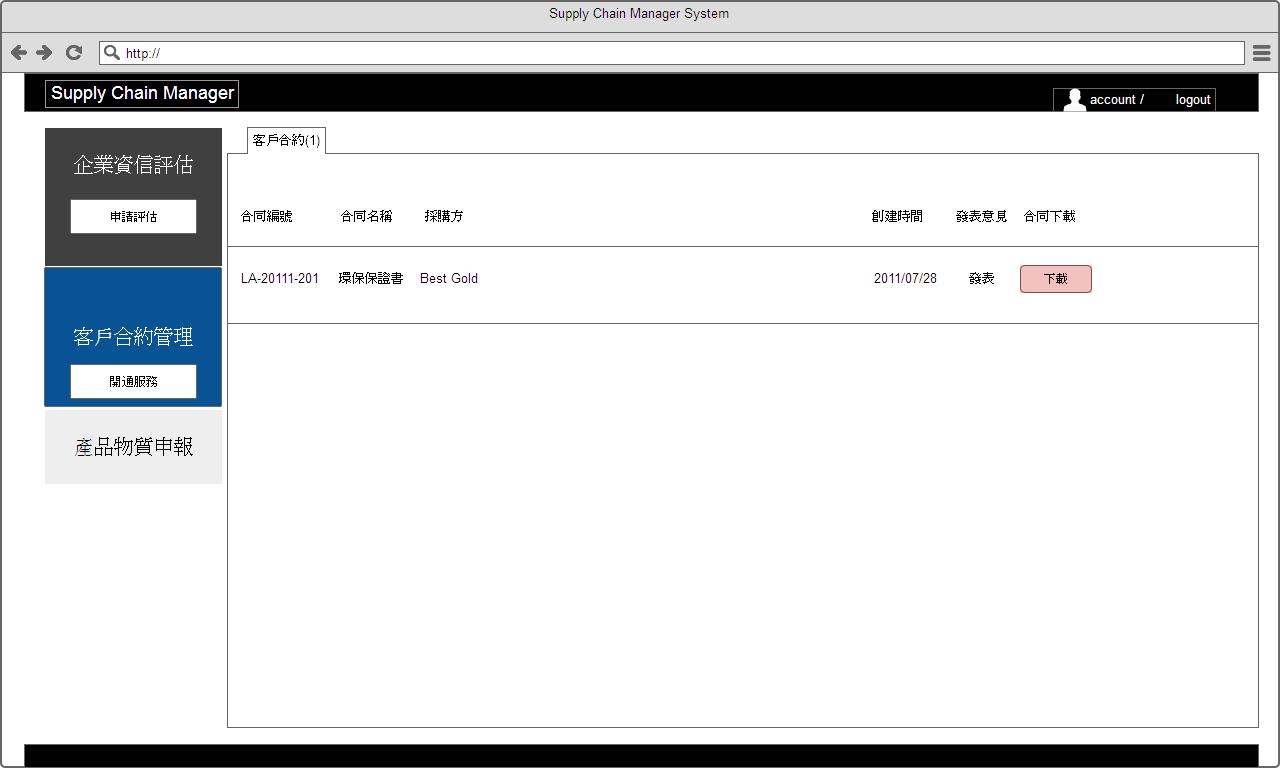 Supply Chain Manager System
http://
Supply Chain Manager
account / logout
企業資信評估
申請評估
客戶合約管理
開通服務
產品物質申報
客戶合約(1)
合同編號 合同名稱 採購方 創建時間 發表意見 合同下載
LA-20111-201 環保保證書 Best Gold 2011/07/28 發表 下載